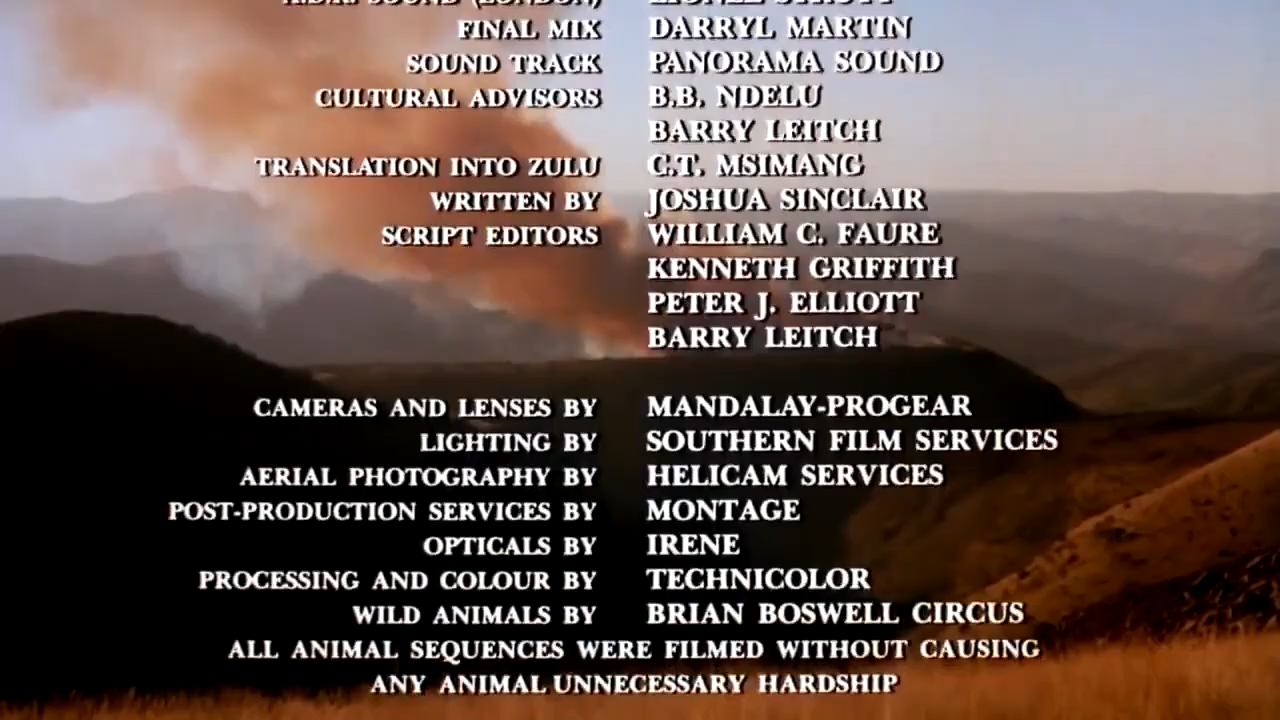 A.D.R. SOUND (LONDON) LIONEL STRUTT
FINAL MIX DARRYL MARTIN
SOUND TRACK PANORAMA SOUND
CULTURAL ADVISORS B.B. NDELU
BARRY LEITCH
TRANSLATION INTO ZULU C.T. MSIMANG
WRITTEN BY JOSHUA SINCLAIR
SCRIPT EDITORS WILLIAM C. FAURE
KENNETH GRIFFITH
PETER J. ELLIOTT
BARRY LEITCH
CAMERAS AND LENSES BY MANDALAY-PROGEAR
LIGHTING BY SOUTHERN FILM SERVICES
AERIAL PHOTOGRAPHY BY HELICAM SERVICES
POST-PRODUCTION SERVICES BY MONTAGE
OPTICALS BY IRENE
PROCESSING AND COLOUR BY TECHNICOLOR
WILD ANIMALS BY BRIAN BOSWELL CIRCUS
ALL ANIMAL SEQUENCES WERE FILMED WITHOUT CAUSING
ANY ANIMAL UNNECESSARY HARDSHIP